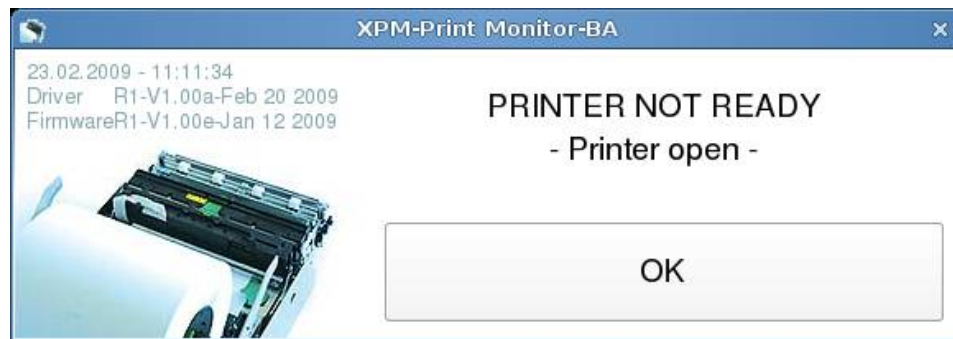 XPM-Print Monitor-BA
23.02.2009 - 11:11:34
Driver R1-V1.00a-Feb 20 2009
FirmwareR1-V1.00e-Jan 12 2009
PRINTER NOT READY
- Printer open -
OK